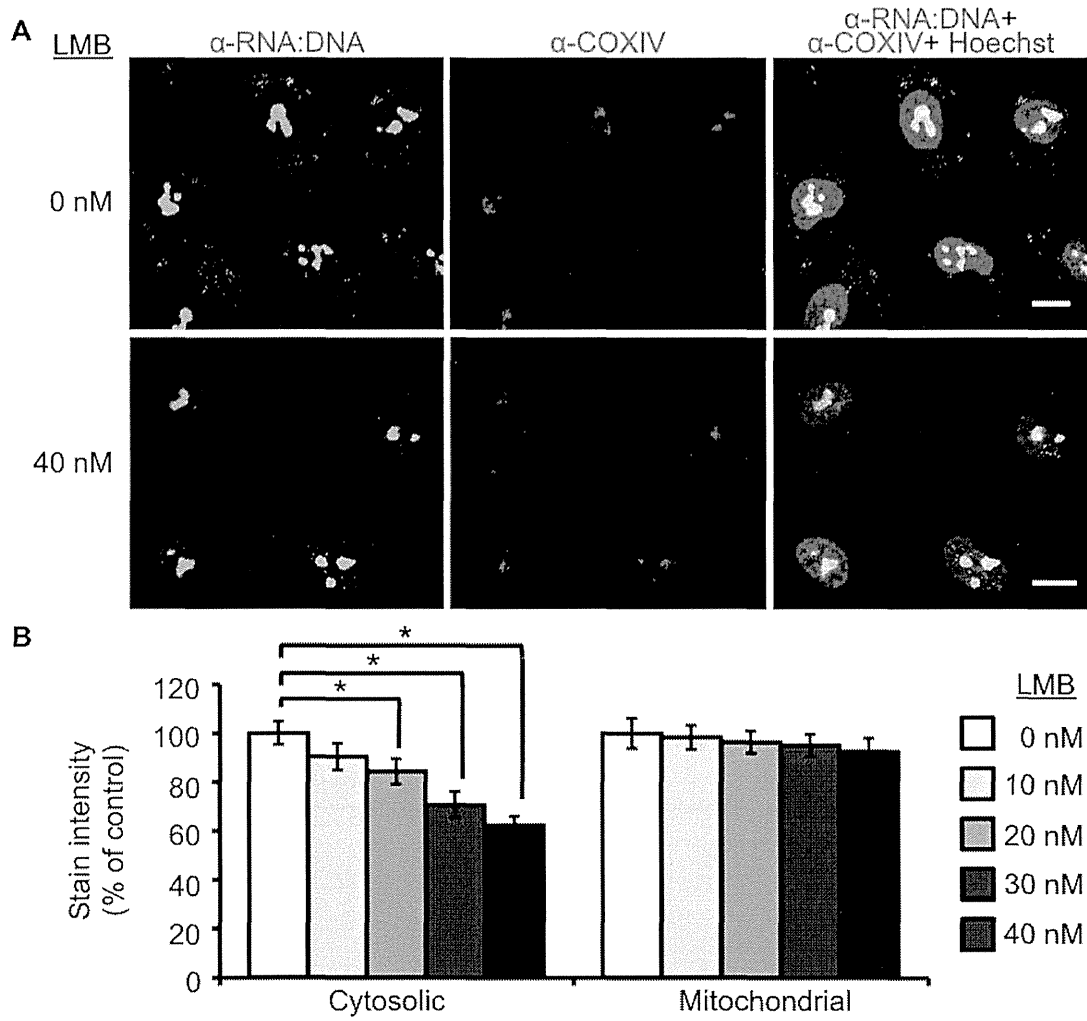 A
LMB
α-RNA:DNA
α-COXIV
α-RNA:DNA+
α-COXIV+ Hoechst
0 nM
40 nM
B
Stain intensity
(% of control)
120
100
80
60
40
20
0
*
*
*
Cytosolic
Mitochondrial
LMB
0 nM
10 nM
20 nM
30 nM
40 nM